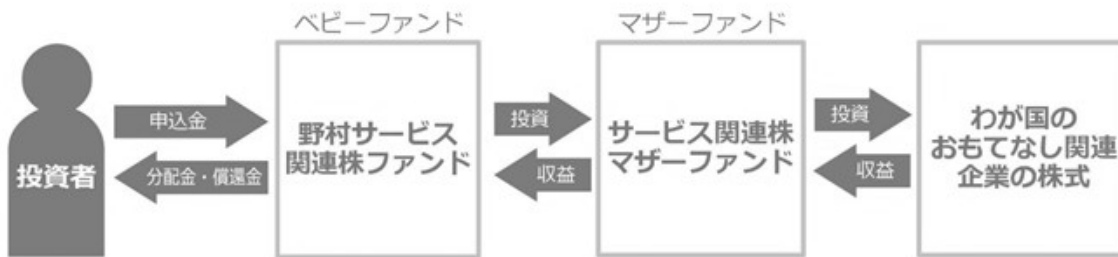 ベビーファンド
マザーファンド
投資者
申込金
分配金・償還金
野村サービス
関連株ファンド
投資
収益
サービス関連株
マザーファンド
投資
収益
わが国の
おもてなし関連
企業の株式